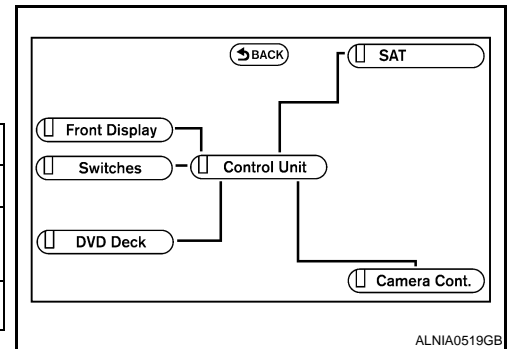 BACK
SAT
Front Display
Switches
Control Unit
DVD Deck
Camera Cont.
ALNIA0519GB